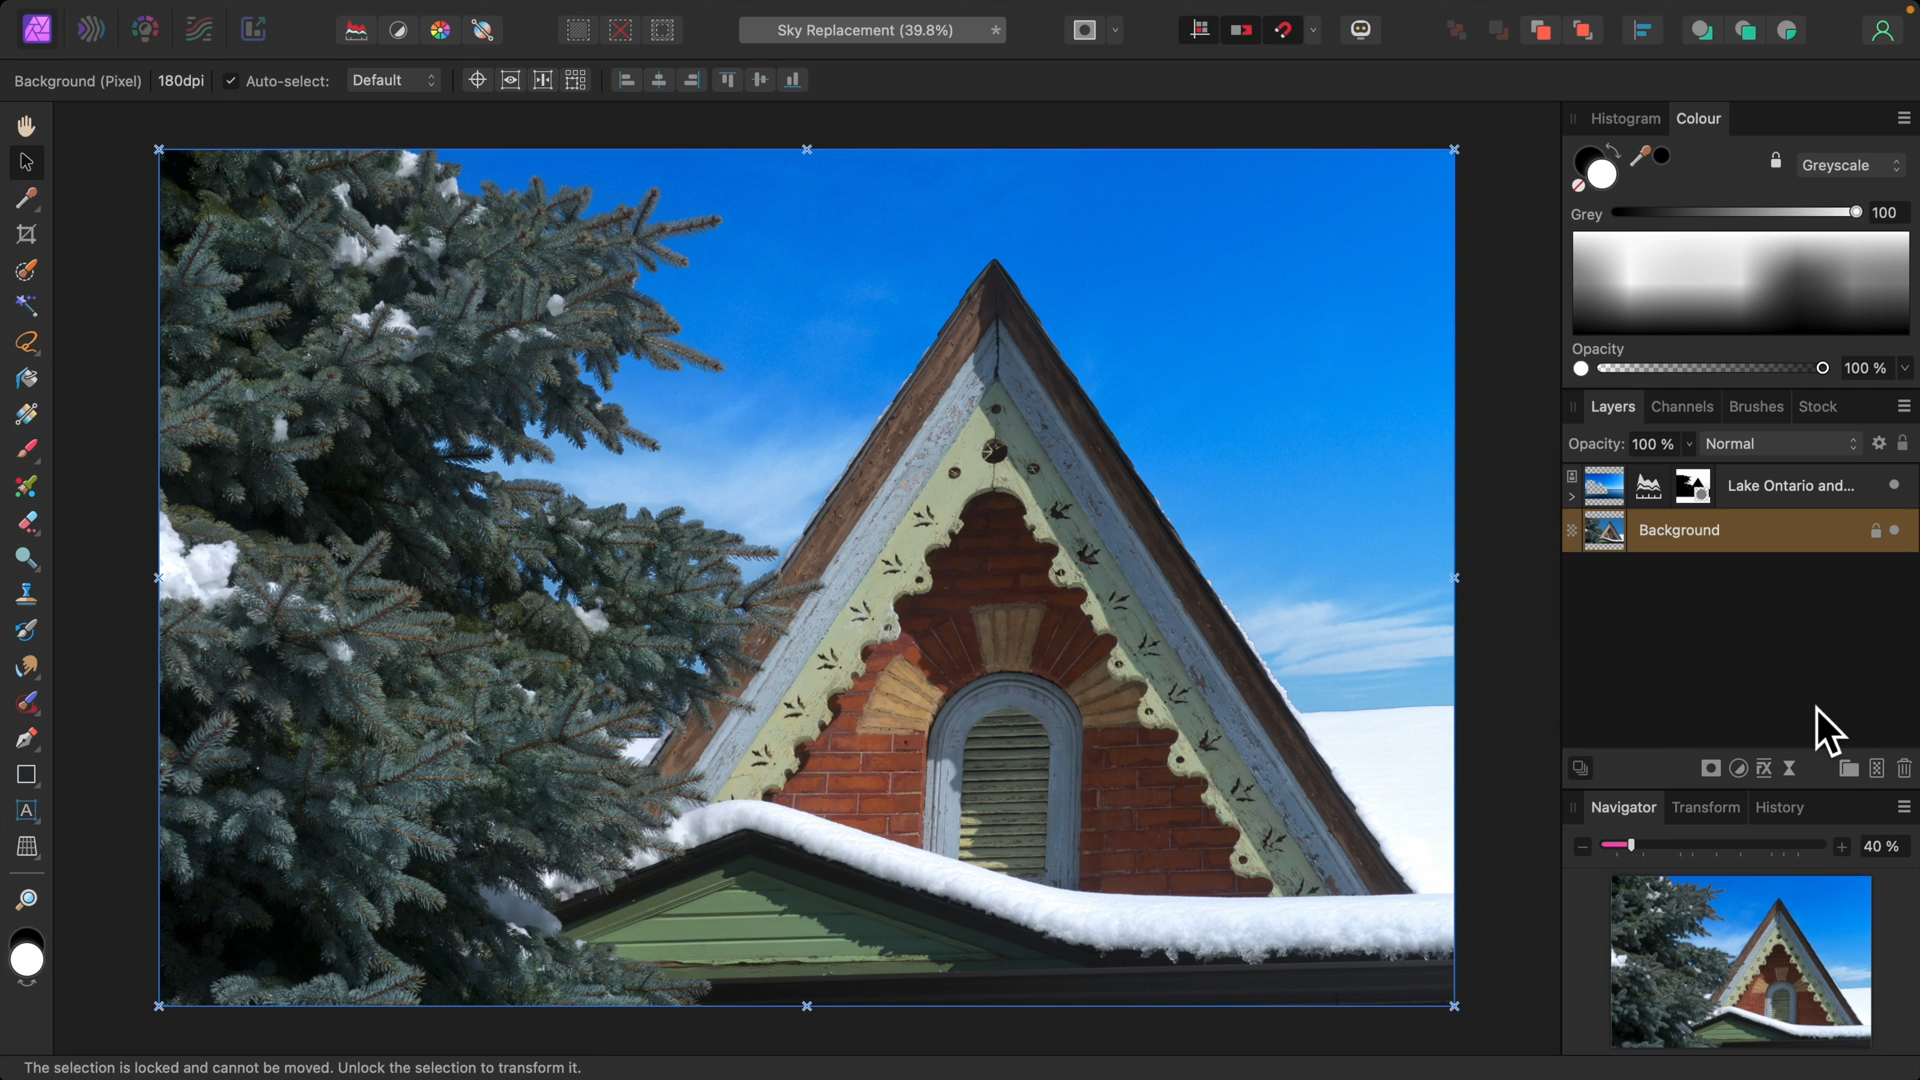 Sky Replacement (39.8%)
*
Background (Pixel)
180dpi
Auto-select:
Default
Histogram
Colour
Greyscale
Grey
100
Opacity
100 %
Layers
Channels
Brushes
Stock
Opacity:
100 %
Normal
Lake Ontario and...
Background
fx
Navigator
Transform
History
40 %
A
The selection is locked and cannot be moved. Unlock the selection to transform it.